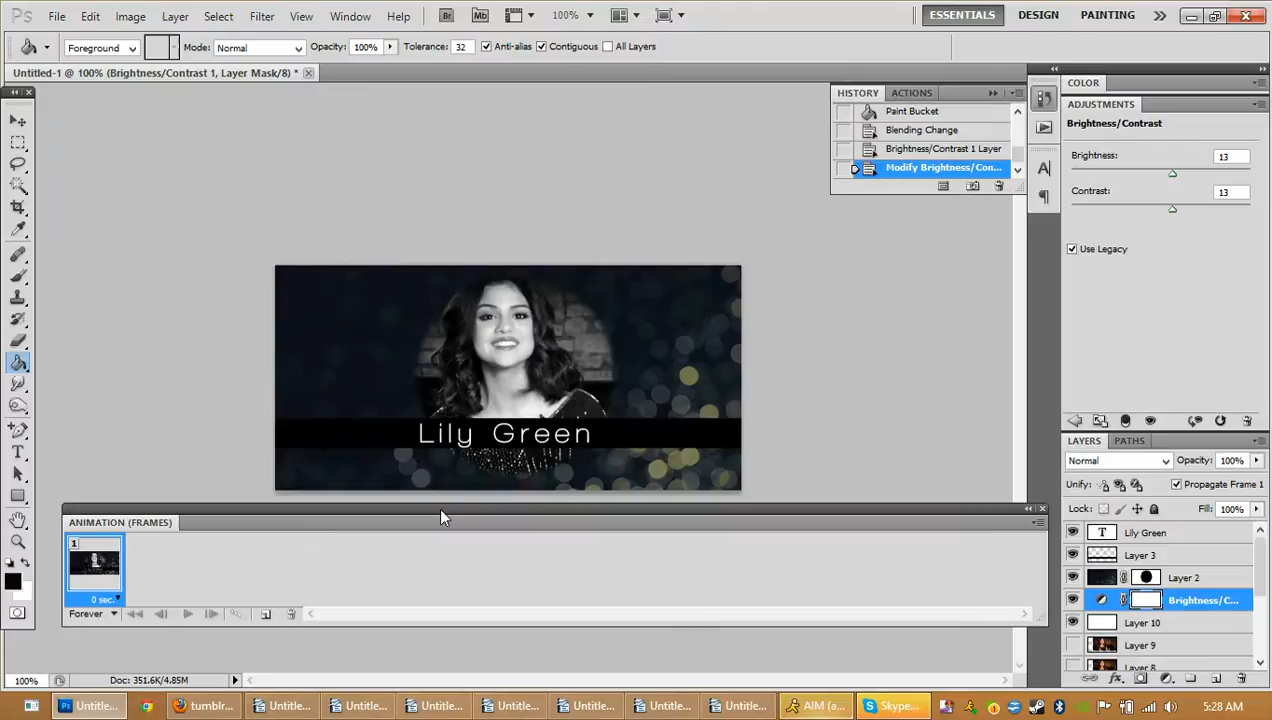 Ps File Edit Image Layer Select Filter View Window Help Br Mb 100% ESSENTIALS DESIGN PAINTING
Foreground Mode: Normal Opacity: 100% Tolerance: 32 Anti-alias Contiguous All Layers
Untitled-1 @ 100% (Brightness/Contrast 1, Layer Mask/8) *
HISTORY ACTIONS
Paint Bucket
Blending Change
Brightness/Contrast 1 Layer
Modify Brightness/Con...
COLOR
ADJUSTMENTS
Brightness/Contrast
Brightness: 13
Contrast: 13
Use Legacy
Lily Green
LAYERS PATHS
Normal Opacity: 100%
Unify: Propagate Frame 1
Lock: Fill: 100%
T Lily Green
Layer 3
Layer 2
Brightness/C...
Layer 10
Layer 9
Layer 8
ANIMATION (FRAMES)
1
0 sec.
Forever
100% Doc: 351.6K/4.85M
Untitle... tumblr... Untitle... Untitle... Untitle... Untitle... Untitle... Untitle... Untitle... AIM (a... Skype... 5:28 AM